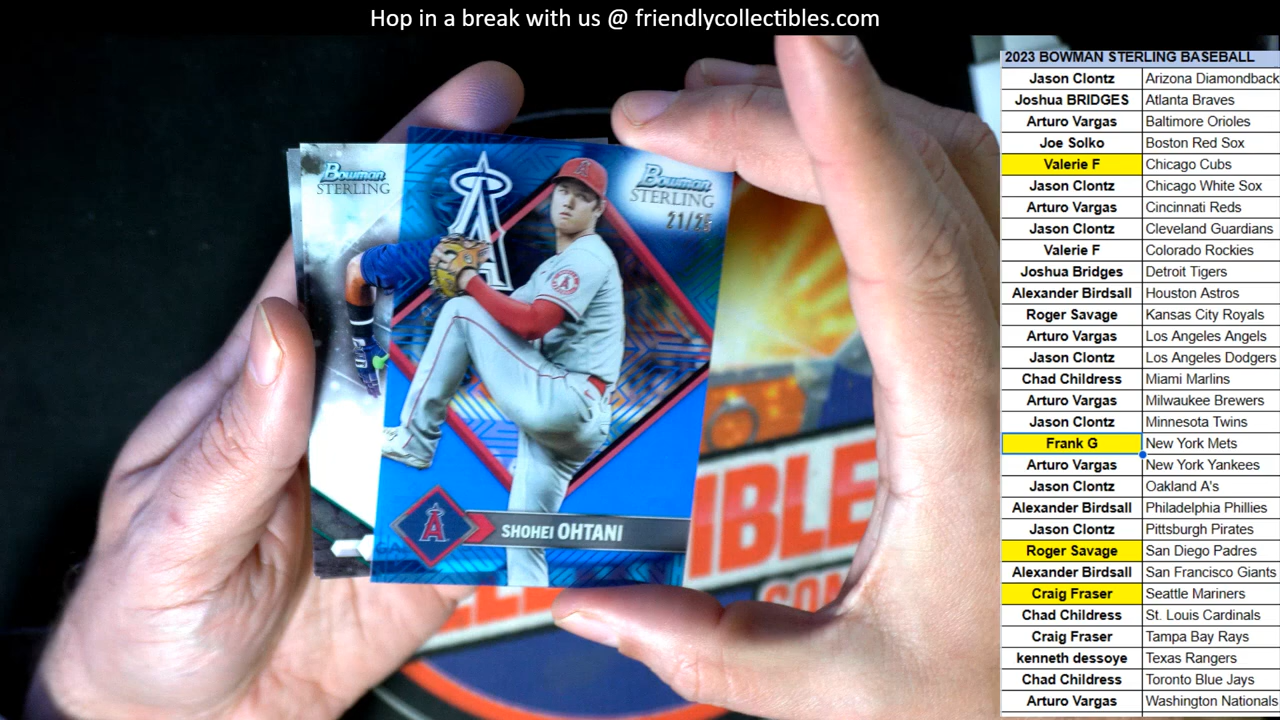 Hop in a break with us @ friendlycollectibles.com
Bowman
STERLING
Bowman
STERLING
21/25
A
SHOHEI OHTANI
IBLE
2023 BOWMAN STERLING BASEBALL
Jason Clontz Arizona Diamondback
Joshua BRIDGES Atlanta Braves
Arturo Vargas Baltimore Orioles
Joe Solko Boston Red Sox
Valerie F Chicago Cubs
Jason Clontz Chicago White Sox
Arturo Vargas Cincinnati Reds
Jason Clontz Cleveland Guardians
Valerie F Colorado Rockies
Joshua Bridges Detroit Tigers
Alexander Birdsall Houston Astros
Roger Savage Kansas City Royals
Arturo Vargas Los Angeles Angels
Jason Clontz Los Angeles Dodgers
Chad Childress Miami Marlins
Arturo Vargas Milwaukee Brewers
Jason Clontz Minnesota Twins
Frank G New York Mets
Arturo Vargas New York Yankees
Jason Clontz Oakland A's
Alexander Birdsall Philadelphia Phillies
Jason Clontz Pittsburgh Pirates
Roger Savage San Diego Padres
Alexander Birdsall San Francisco Giants
Craig Fraser Seattle Mariners
Chad Childress St. Louis Cardinals
Craig Fraser Tampa Bay Rays
kenneth dessoye Texas Rangers
Chad Childress Toronto Blue Jays
Arturo Vargas Washington Nationals